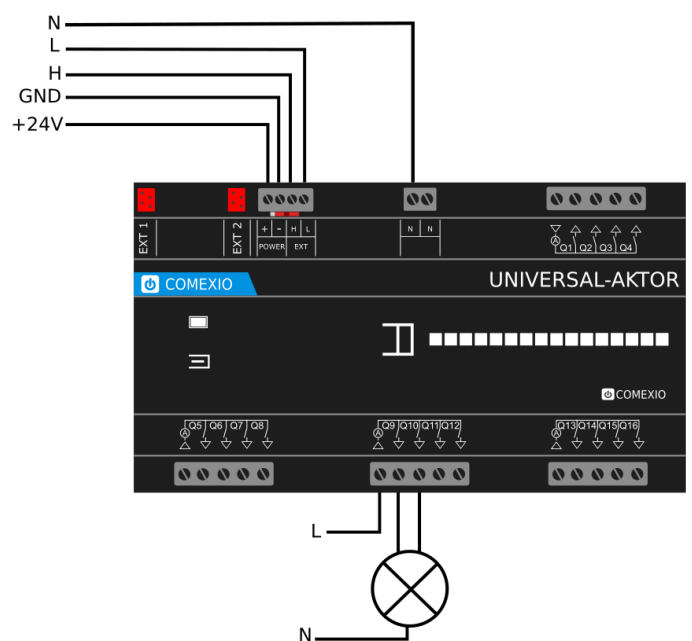 N
L
H
GND
+24V
EXT 1
EXT 2
+ - H L
POWER EXT
N N
A
Q1 Q2 Q3 Q4
COMEXIO
UNIVERSAL-AKTOR
COMEXIO
Q5 Q6 Q7 Q8
A
Q9 Q10 Q11 Q12
A
Q13 Q14 Q15 Q16
A
L
N